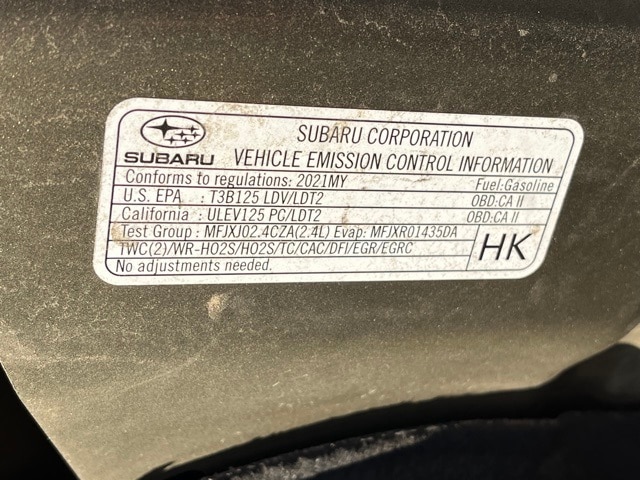 SUBARU
SUBARU CORPORATION
VEHICLE EMISSION CONTROL INFORMATION
Conforms to regulations: 2021MY Fuel:Gasoline
U.S. EPA : T3B125 LDV/LDT2 OBD:CA II
California : ULEV125 PC/LDT2 OBD:CA II
Test Group : MFJXJ02.4CZA(2.4L) Evap: MFJXR01435DA
TWC(2)/WR-HO2S/HO2S/TC/CAC/DFI/EGR/EGRC
No adjustments needed.
HK